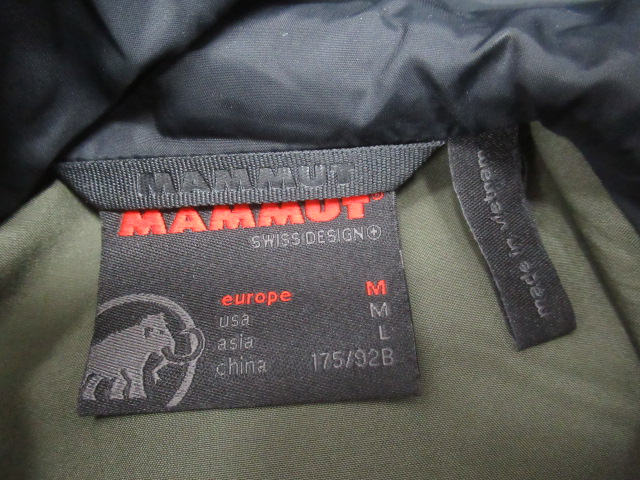 MAMMUT
MAMMUT
SWISS DESIGN
europe M
usa M
asia L
china 175/92B
made in vietnam